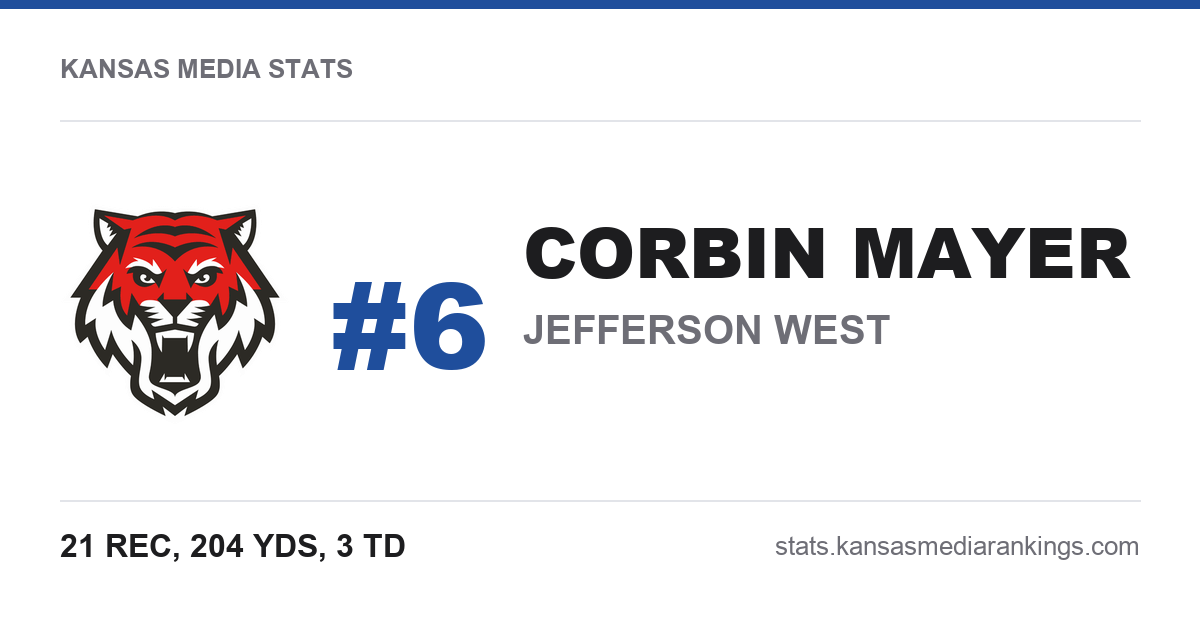 KANSAS MEDIA STATS
#6
CORBIN MAYER
JEFFERSON WEST
21 REC, 204 YDS, 3 TD
stats.kansasmediarankings.com